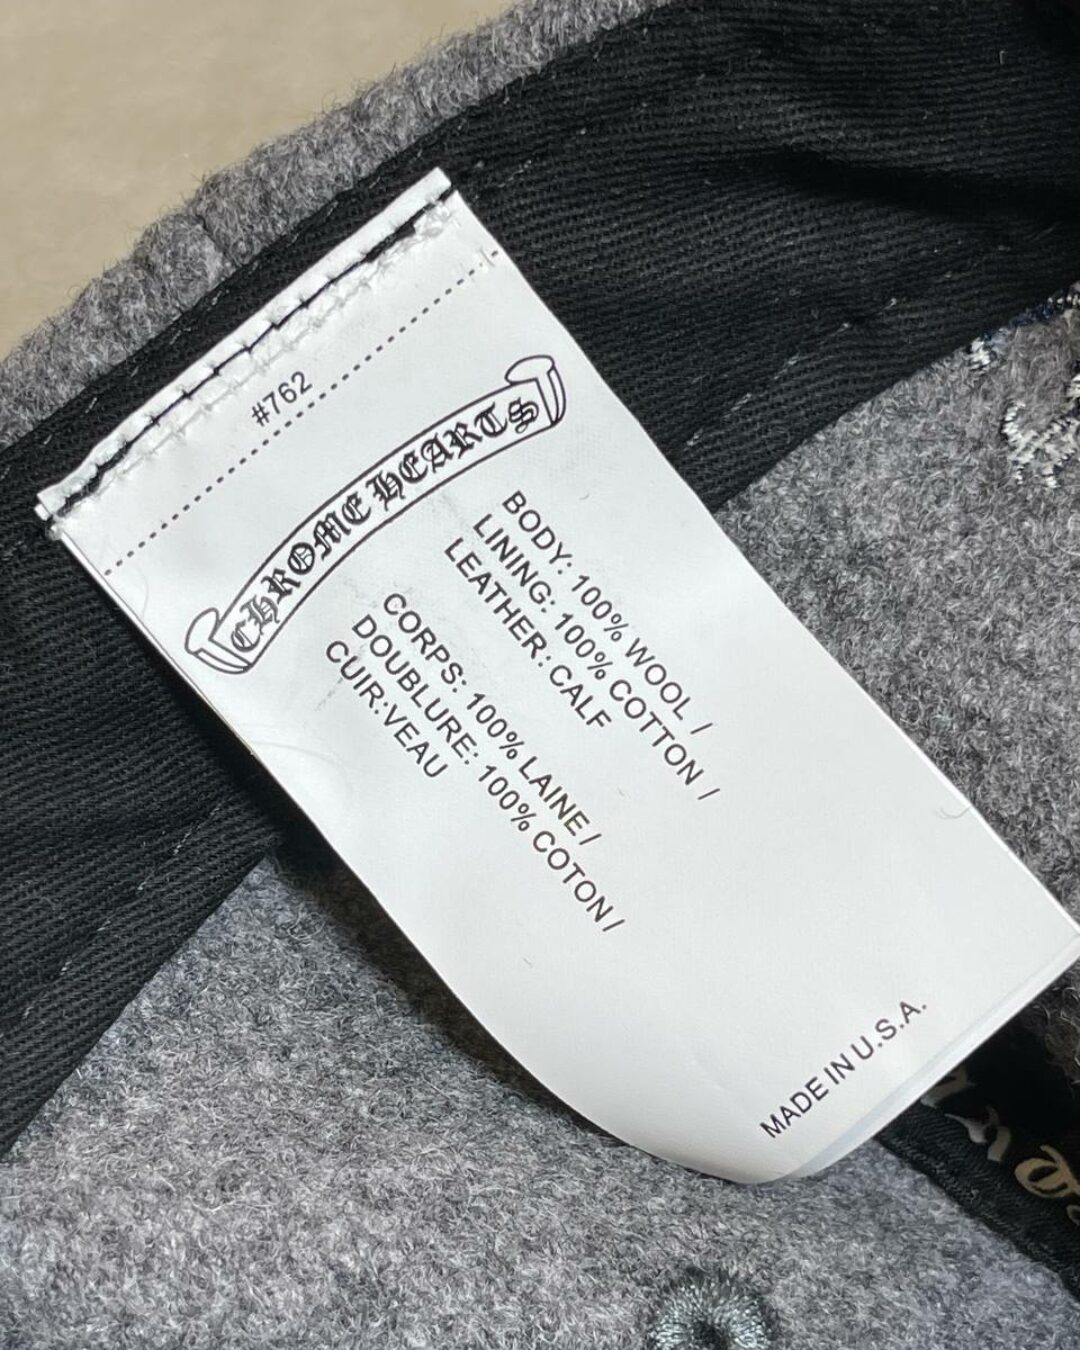 #762
CHROME HEARTS
BODY: 100% WOOL /
LINING: 100% COTTON /
LEATHER: CALF
CORPS: 100% LAINE /
DOUBLURE: 100% COTON /
CUIR:VEAU
MADE IN U.S.A.